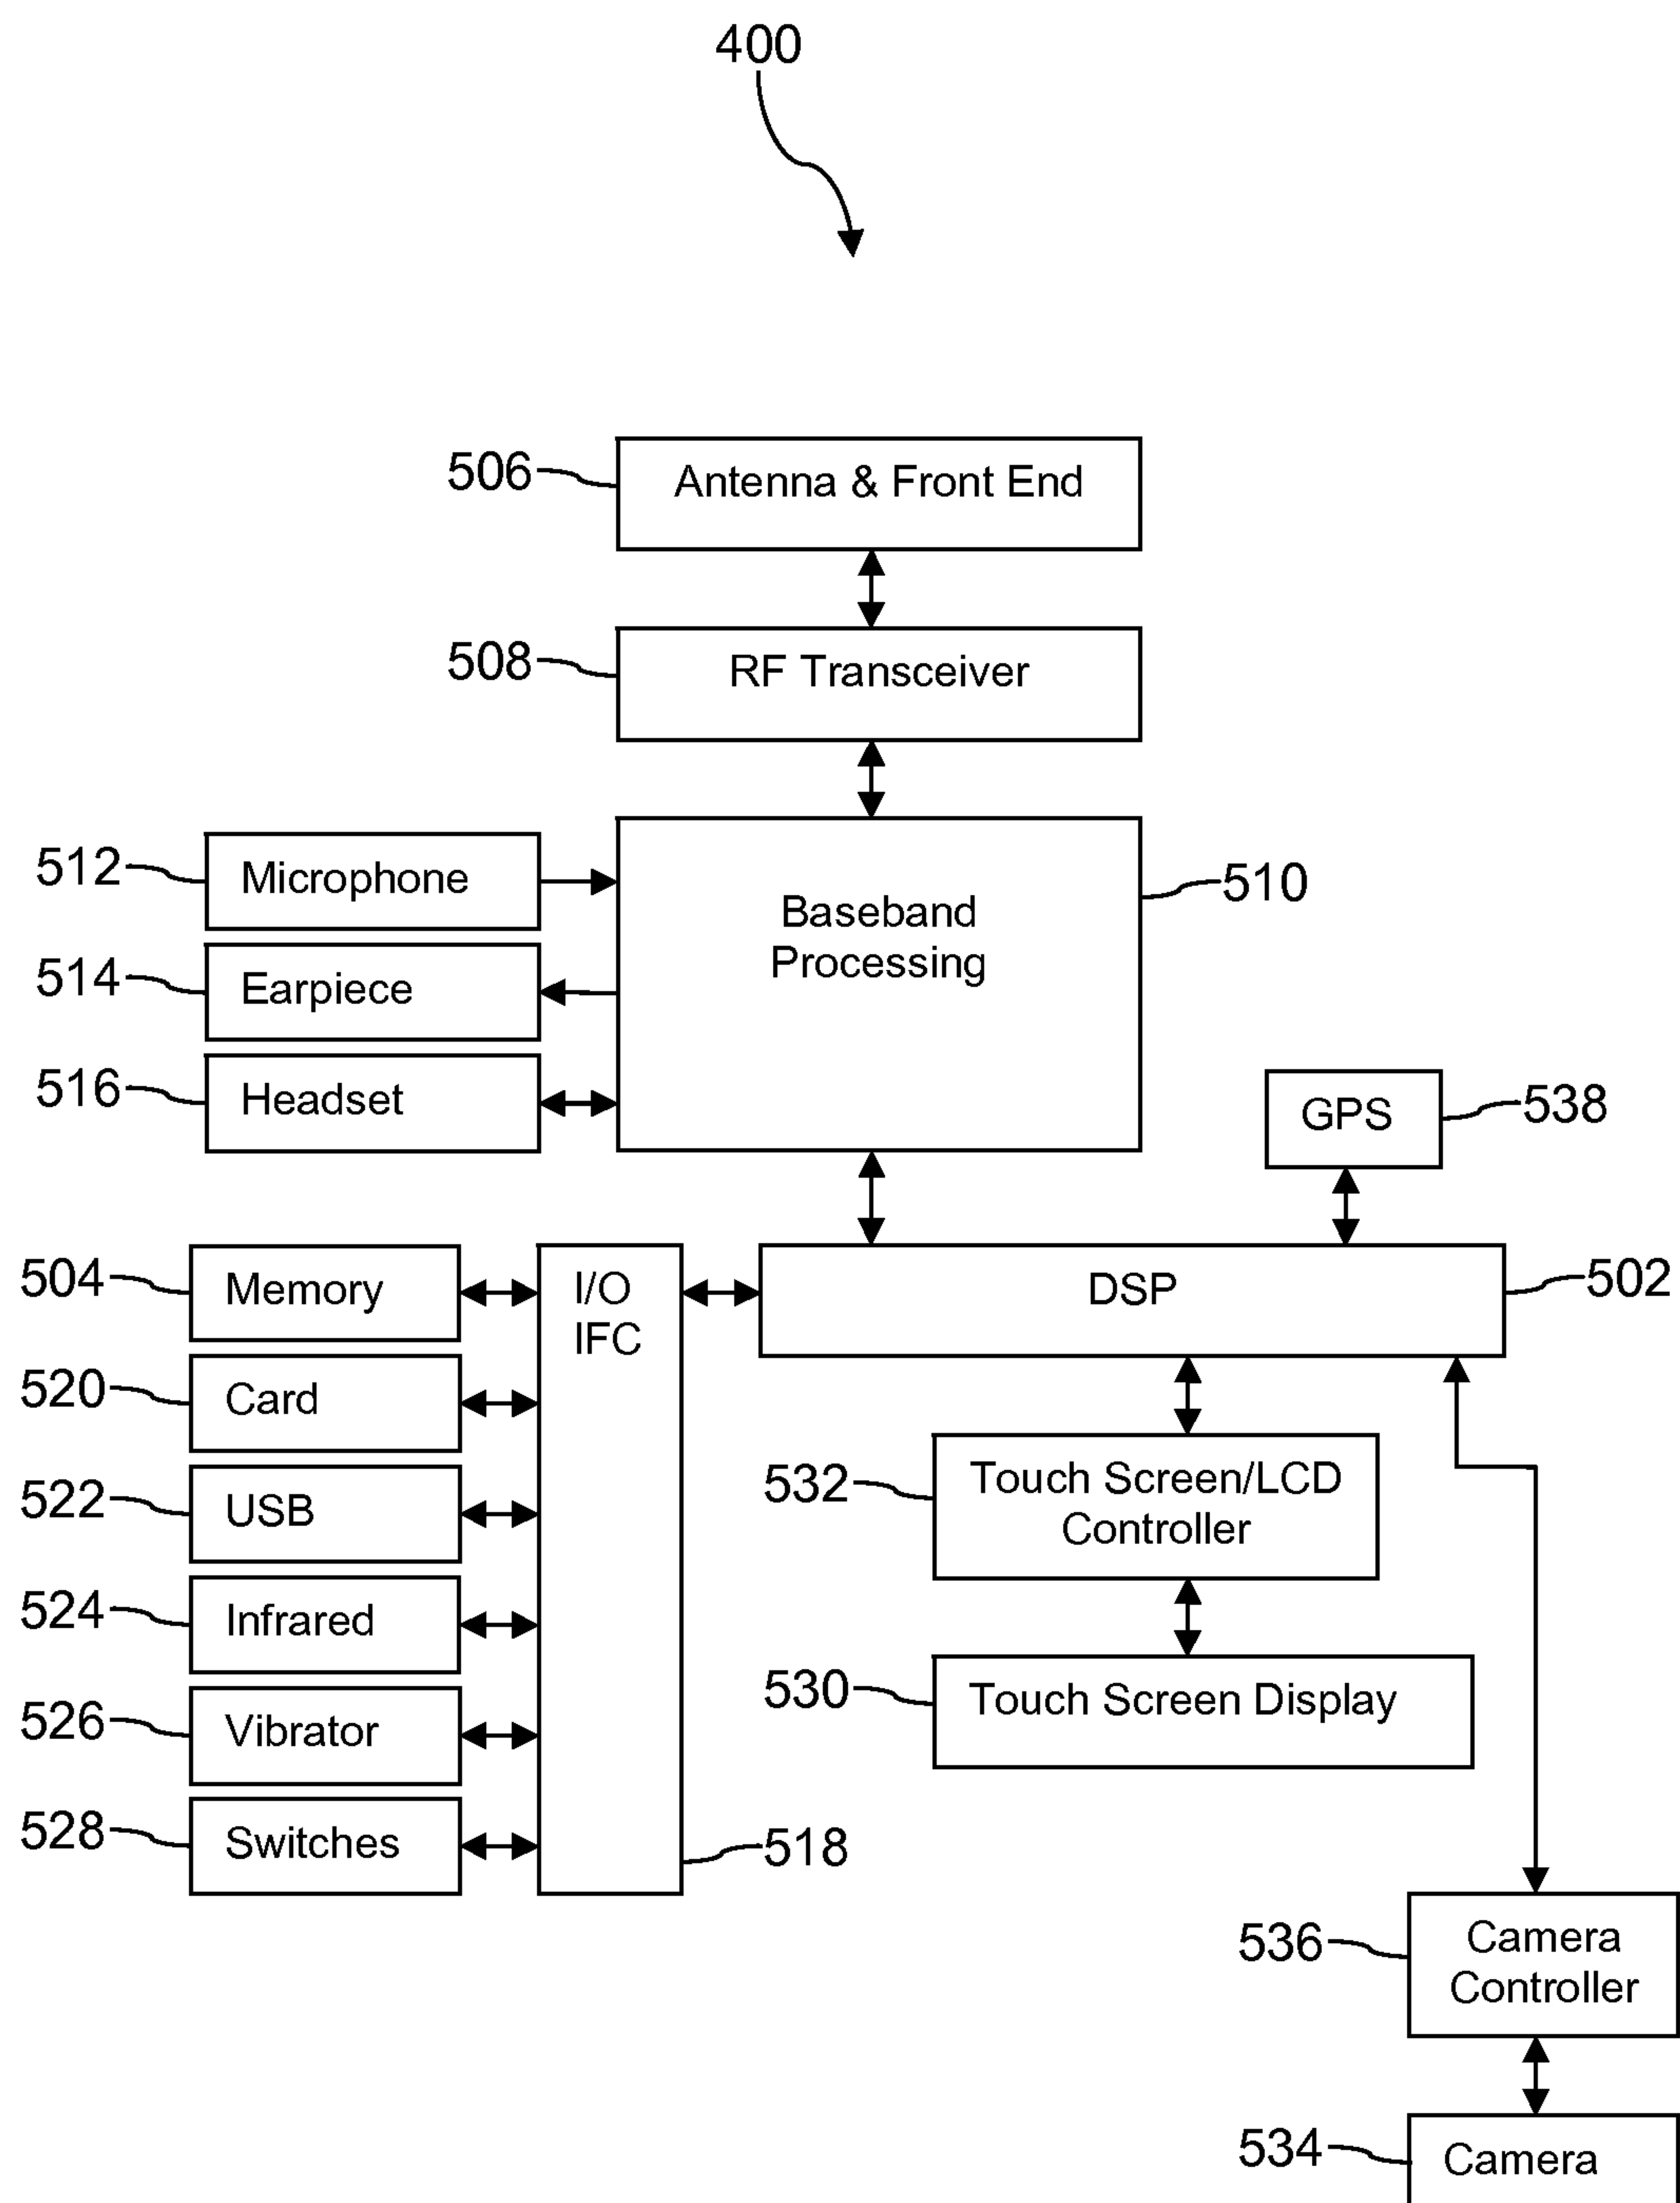 400
506
Antenna & Front End
508
RF Transceiver
512
Microphone
Baseband
Processing
510
514
Earpiece
516
Headset
GPS
538
504
Memory
I/O
IFC
DSP
502
520
Card
522
USB
532
Touch Screen/LCD
Controller
524
Infrared
530
Touch Screen Display
526
Vibrator
528
Switches
518
536
Camera
Controller
534
Camera